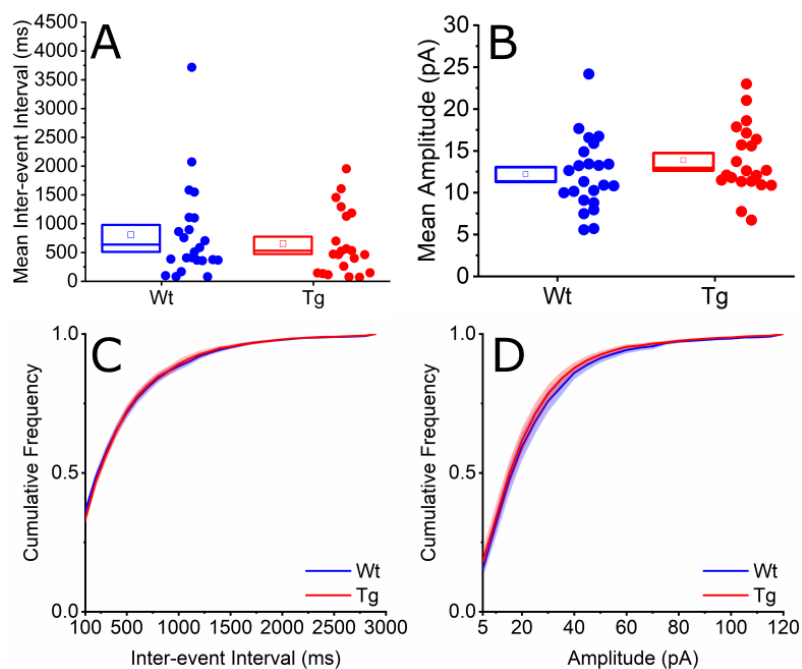 A
Mean Inter-event Interval (ms)
4500
4000
3500
3000
2500
2000
1500
1000
500
0
Wt
Tg
B
Mean Amplitude (pA)
30
25
20
15
10
5
0
Wt
Tg
C
Cumulative Frequency
1.0
0.5
0.0
Wt
Tg
100
500
1000
1500
2000
2500
3000
Inter-event Interval (ms)
D
Cumulative Frequency
1.0
0.5
0.0
Wt
Tg
5
20
40
60
80
100
120
Amplitude (pA)